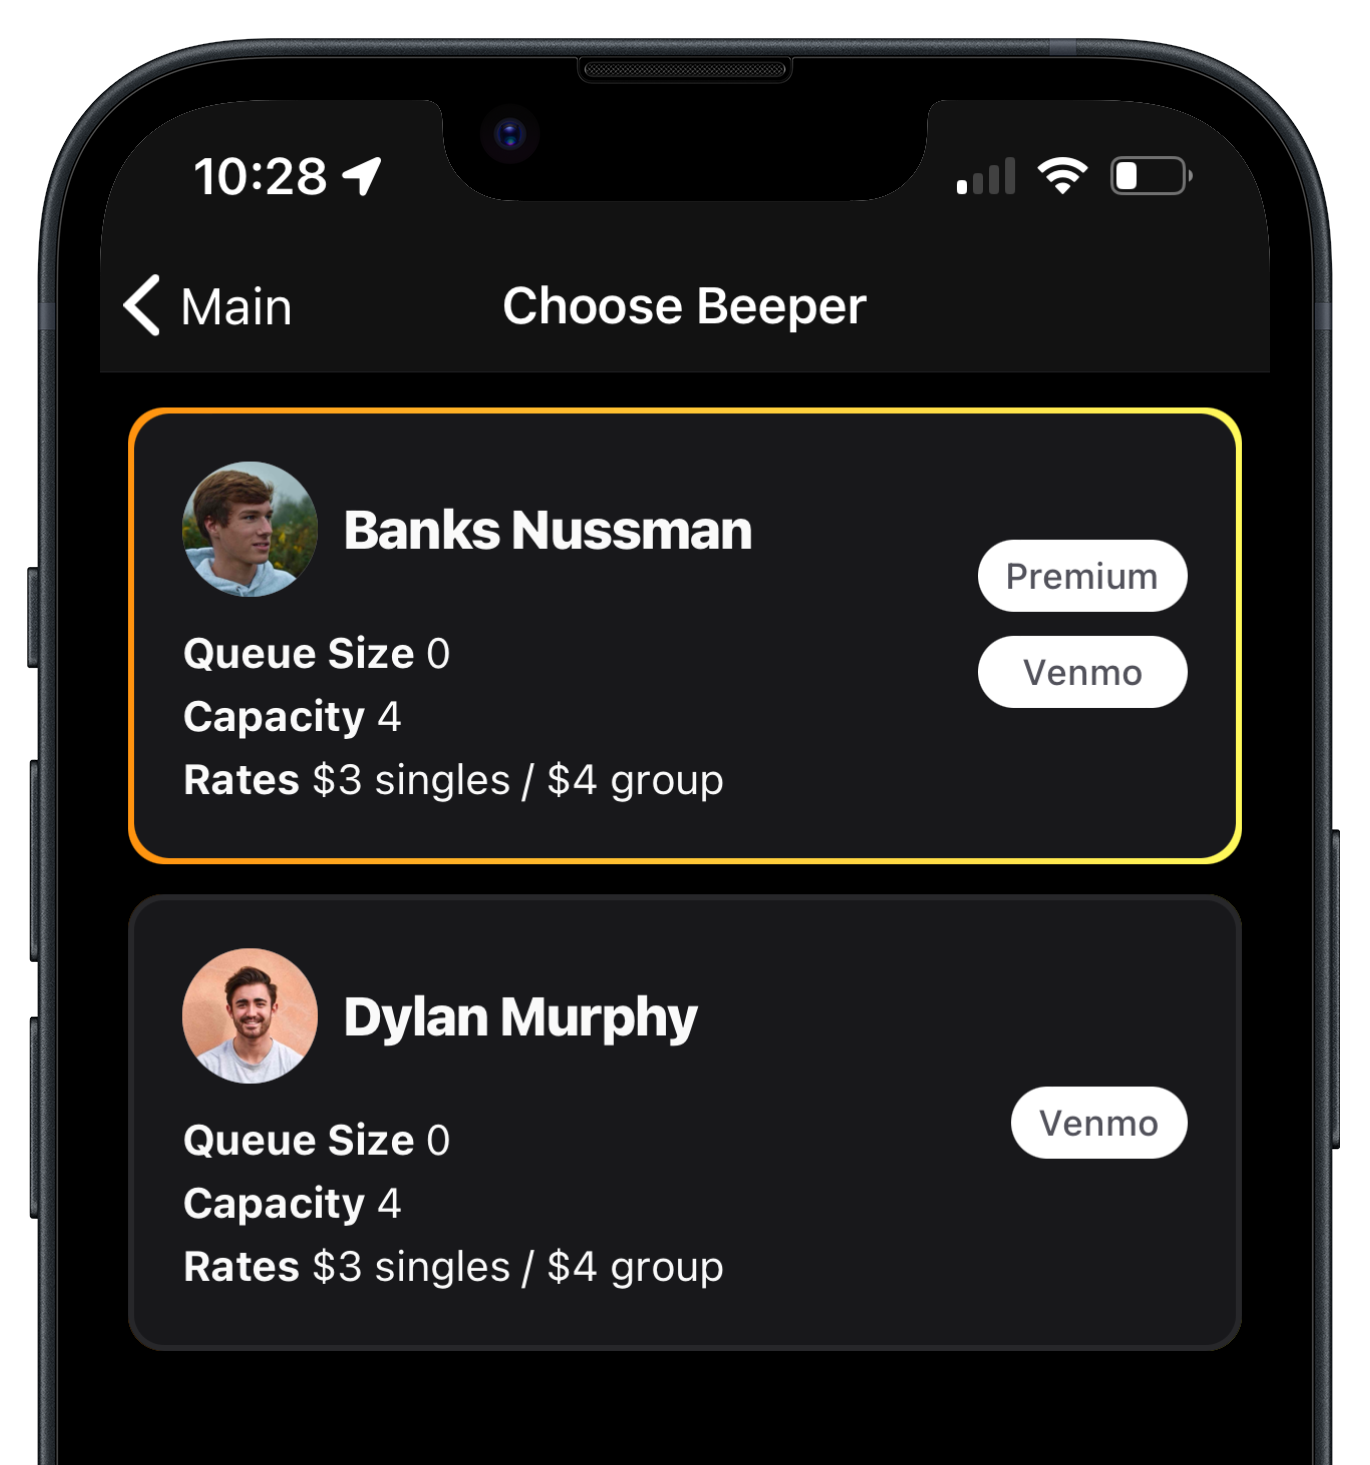 10:28
Main
Choose Beeper
Banks Nussman
Premium
Venmo
Queue Size 0
Capacity 4
Rates $3 singles / $4 group
Dylan Murphy
Venmo
Queue Size 0
Capacity 4
Rates $3 singles / $4 group